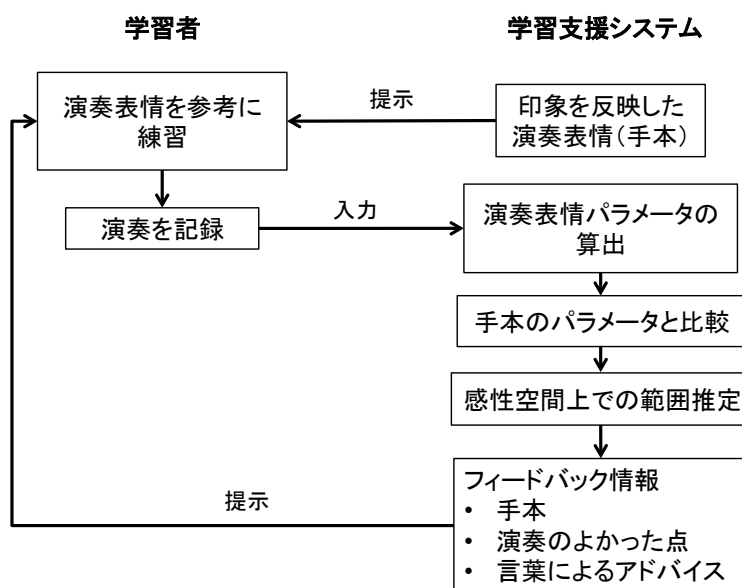 学習者
学習支援システム
演奏表情を参考に
練習
提示
印象を反映した
演奏表情(手本)
演奏を記録
入力
演奏表情パラメータの
算出
手本のパラメータと比較
感性空間上での範囲推定
提示
フィードバック情報
• 手本
• 演奏のよかった点
• 言葉によるアドバイス